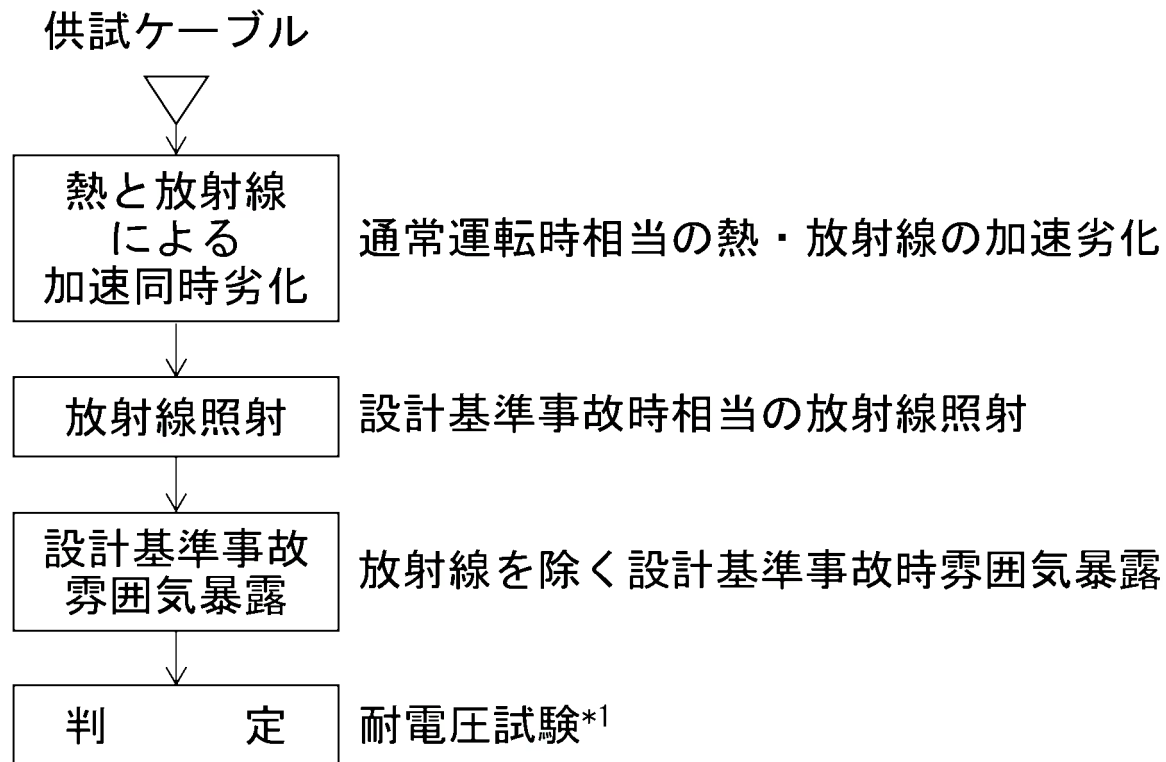 供試ケーブル
熱と放射線
による
加速同時劣化
通常運転時相当の熱・放射線の加速劣化
放射線照射
設計基準事故時相当の放射線照射
設計基準事故
雰囲気暴露
放射線を除く設計基準事故時雰囲気暴露
判　　定
耐電圧試験*1